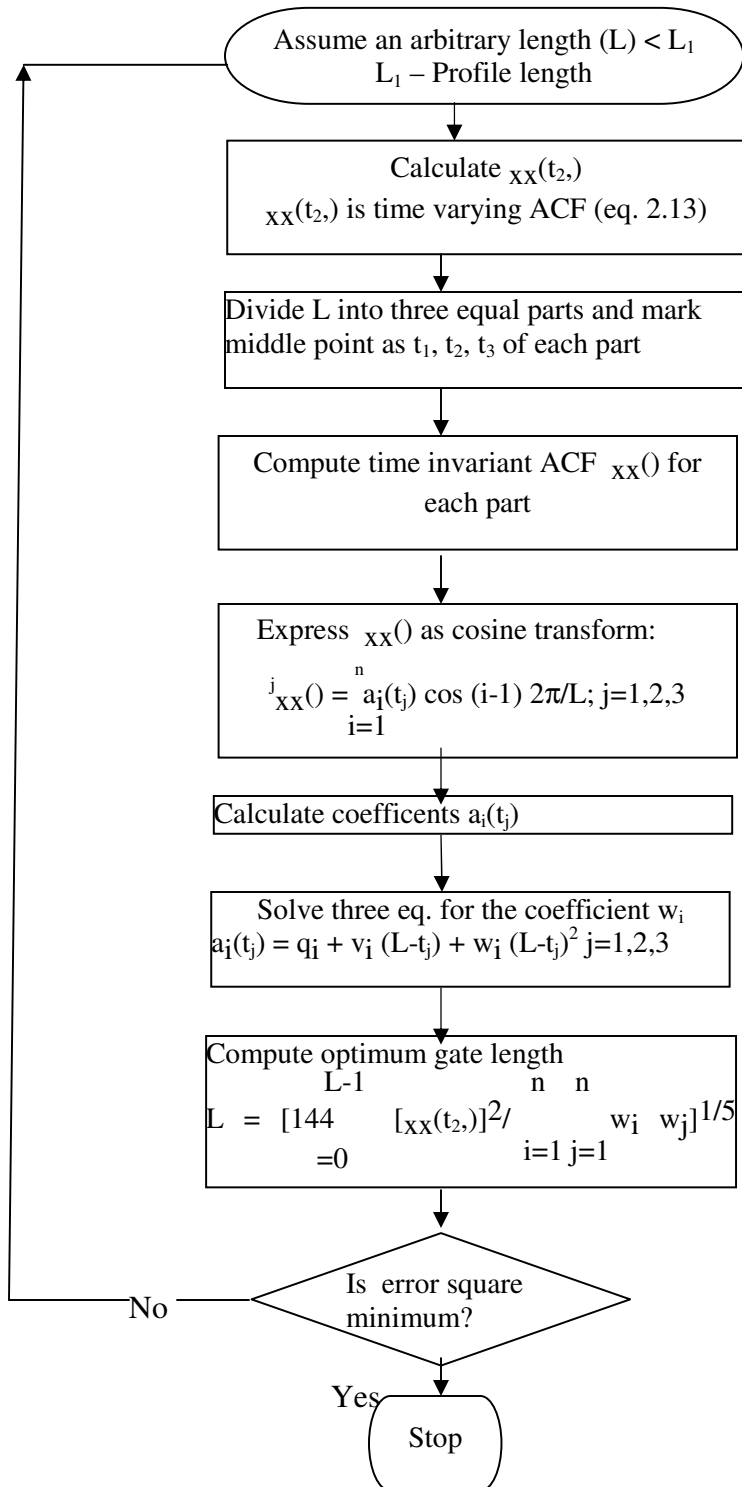 Assume an arbitrary length (L) < L₁
L₁ – Profile length
Calculate xx(t₂,)
xx(t₂,) is time varying ACF (eq. 2.13)
Divide L into three equal parts and mark
middle point as t₁, t₂, t₃ of each part
Compute time invariant ACF xx() for
each part
Express xx() as cosine transform:
n
ʲxx() = aᵢ(tⱼ) cos (i-1) 2π/L; j=1,2,3
i=1
Calculate coefficents aᵢ(tⱼ)
Solve three eq. for the coefficient wᵢ
aᵢ(tⱼ) = qᵢ + vᵢ (L-tⱼ) + wᵢ (L-tⱼ)² j=1,2,3
Compute optimum gate length
L-1 n n
L = [144 [xx(t₂,)]²/ wᵢ wⱼ]¹/⁵
=0 i=1 j=1
Is error square
minimum?
No
Yes
Stop